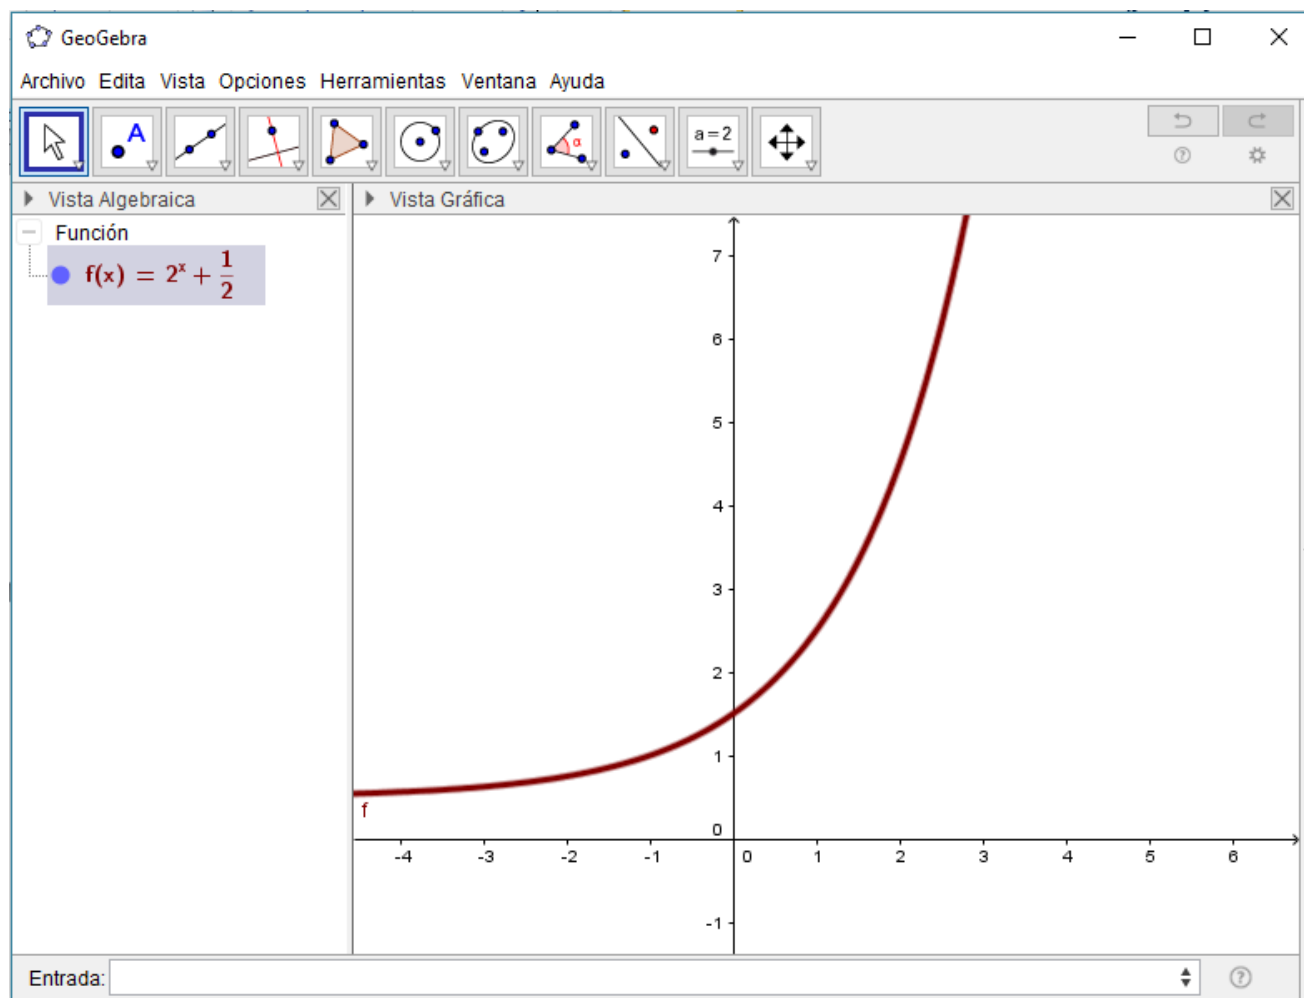 GeoGebra
Archivo Edita Vista Opciones Herramientas Ventana Ayuda
A
α
a=2
Vista Algebraica
Vista Gráfica
Función
f(x) = 2^x + 1/2
7
6
5
4
3
2
1
0
-4 -3 -2 -1 0 1 2 3 4 5 6
-1
f
Entrada: